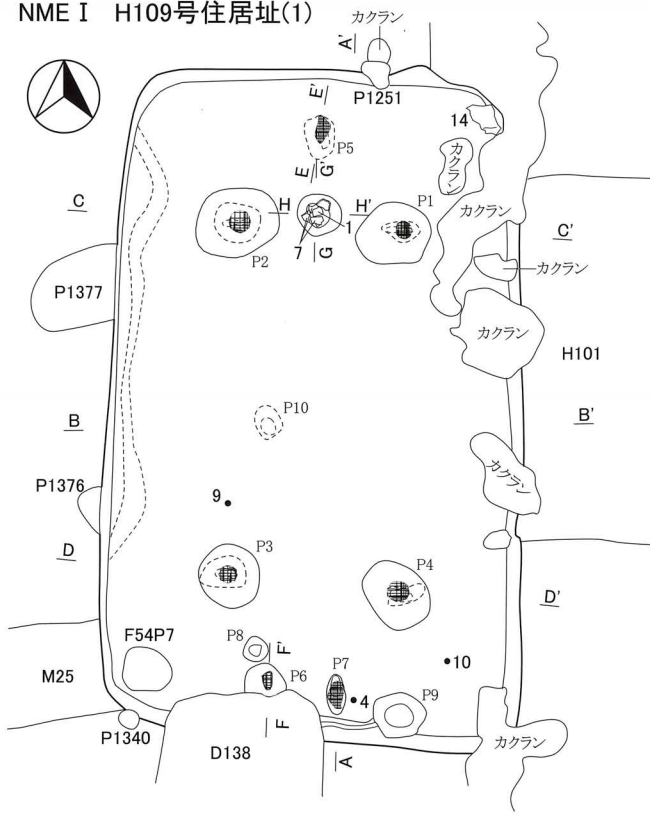 NME I H109号住居址(1)
カクラン
A'
P1251
E'
14
P5
カクラン
E
G'
C
H
H'
P1
1
カクラン
C'
7
G
P2
カクラン
P1377
カクラン
H101
P10
B
B'
カクラン
P1376
9
D
P3
P4
D'
F54P7
P8
F'
10
M25
P6
P7
4
P9
P1340
F
カクラン
D138
A